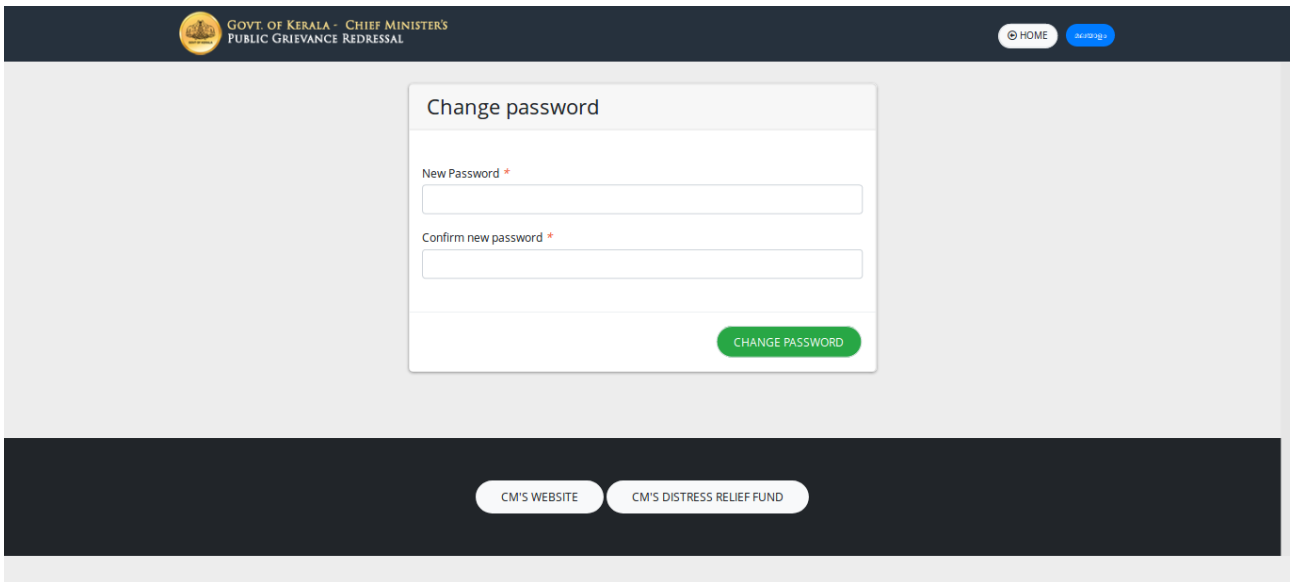 GOVT. OF KERALA - CHIEF MINISTER'S
PUBLIC GRIEVANCE REDRESSAL
HOME
മലയാളം
Change password
New Password *
Confirm new password *
CHANGE PASSWORD
CM'S WEBSITE
CM'S DISTRESS RELIEF FUND